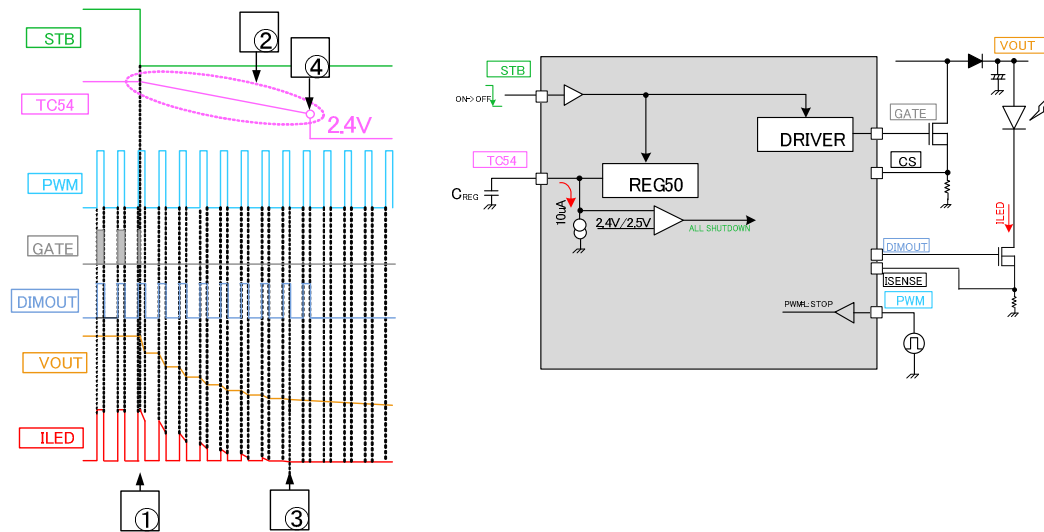 STB
②
④
TC54
2.4V
PWM
GATE
DIMOUT
VOUT
ILED
①
③
STB
ON->OFF
TC54
CREG
10uA
REG50
2.4V/2.5V
ALL SHUTDOWN
DRIVER
GATE
CS
VOUT
ILED
DIMOUT
ISENSE
PWM=L:STOP
PWM